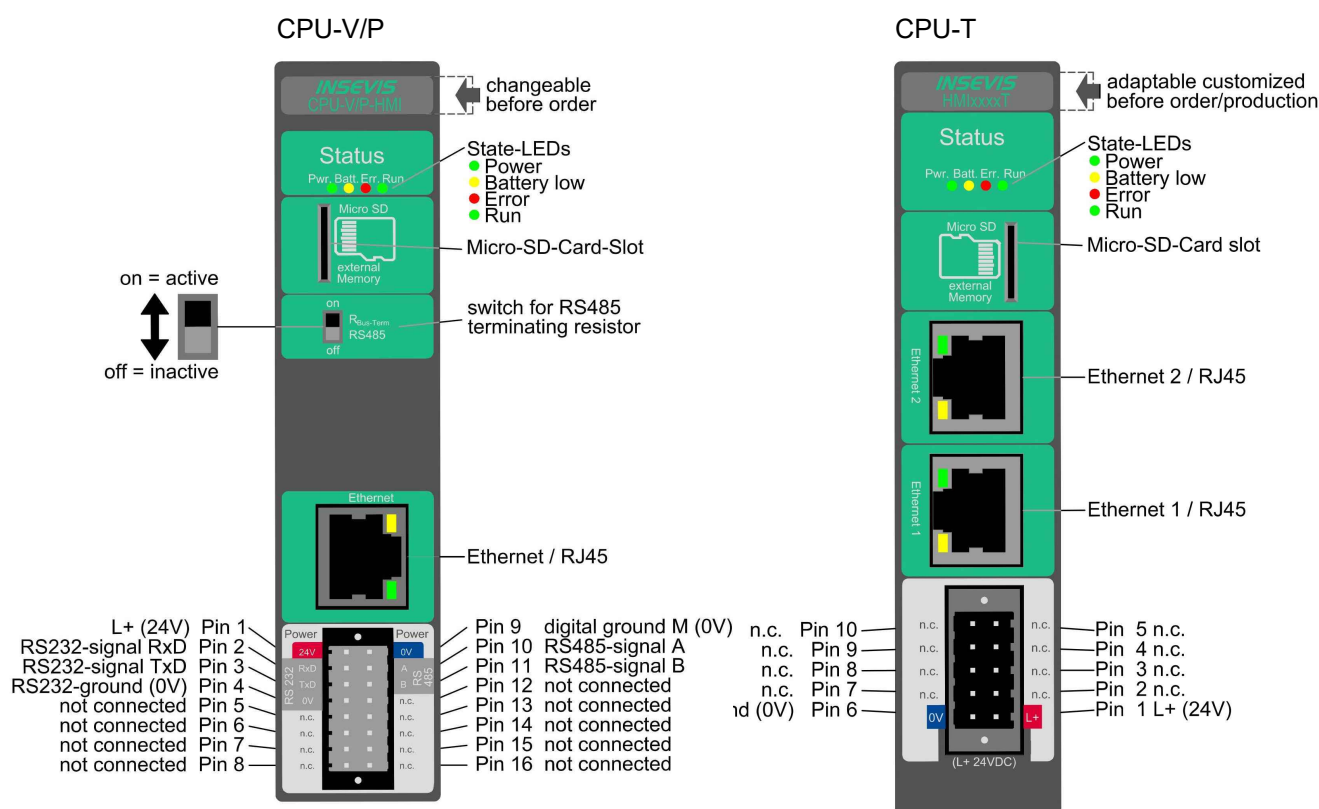 CPU-V/P
INSEVIS
CPU-V/P-HMI
changeable
before order
Status
Pwr. Batt. Err. Run
State-LEDs
Power
Battery low
Error
Run
Micro SD
external
Memory
Micro-SD-Card-Slot
on = active
off = inactive
on
R Bus-Term
RS485
off
switch for RS485
terminating resistor
Ethernet
Ethernet / RJ45
L+ (24V) Pin 1
RS232-signal RxD Pin 2
RS232-signal TxD Pin 3
RS232-ground (0V) Pin 4
not connected Pin 5
not connected Pin 6
not connected Pin 7
not connected Pin 8
Power
24V
RS 232
RxD
TxD
0V
n.c.
n.c.
n.c.
n.c.
Power
0V
A
B
RS
485
n.c.
n.c.
n.c.
n.c.
n.c.
Pin 9 digital ground M (0V)
Pin 10 RS485-signal A
Pin 11 RS485-signal B
Pin 12 not connected
Pin 13 not connected
Pin 14 not connected
Pin 15 not connected
Pin 16 not connected
CPU-T
INSEVIS
HMIxxxxT
adaptable customized
before order/production
Status
Pwr. Batt. Err. Run
State-LEDs
Power
Battery low
Error
Run
Micro SD
external
Memory
Micro-SD-Card slot
Ethernet 2
Ethernet 2 / RJ45
Ethernet 1
Ethernet 1 / RJ45
n.c. Pin 10
n.c. Pin 9
n.c. Pin 8
n.c. Pin 7
(0V) Pin 6
n.c.
n.c.
n.c.
n.c.
0V
n.c.
n.c.
n.c.
n.c.
L+
(L+ 24VDC)
Pin 5 n.c.
Pin 4 n.c.
Pin 3 n.c.
Pin 2 n.c.
Pin 1 L+ (24V)